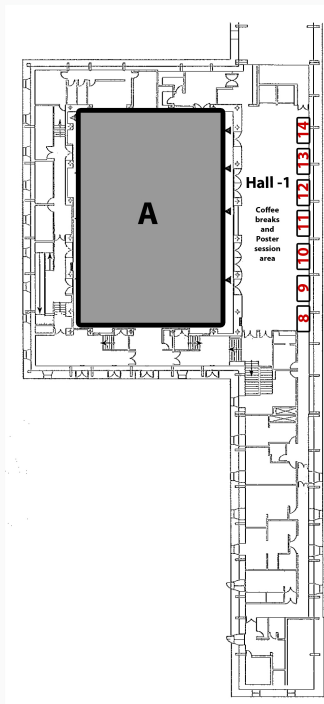 14
13
12
11
10
9
8
Hall -1
Coffee
breaks
and
Poster
session
area
A